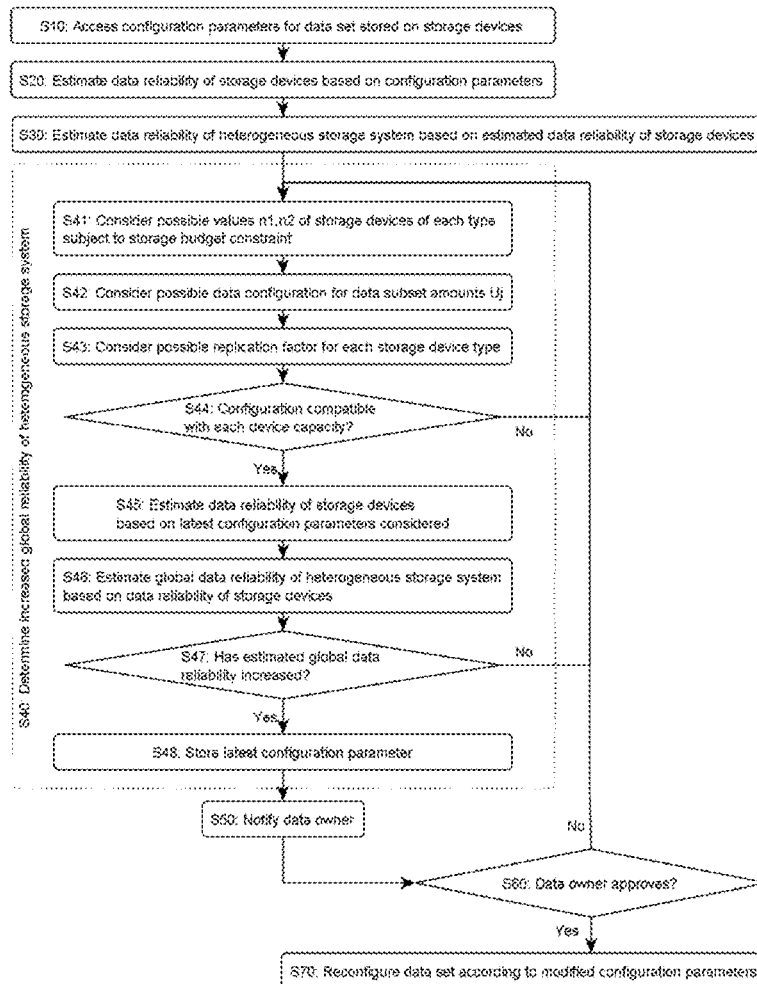 S10: Access configuration parameters for data set stored on storage devices
S20: Estimate data reliability of storage devices based on configuration parameters
S30: Estimate data reliability of heterogeneous storage system based on estimated data reliability of storage devices
S40: Determine increased global reliability of heteromgeneous storage system
S41: Consider possible values n1,n2 of storage devices of each type
subject to storage budget constraint
S42: Consider possible data configuration for data subset amounts Uj
S43: Consider possible replication factor for each storage device type
S44: Configuration compatible
with each device capacity?
No
Yes
S45: Estimate data reliability of storage devices
based on latest configuration parameters considered
S46: Estimate global data reliability of heterogeneous storage system
based on data reliability of storage devices
S47: Has estimated global data
reliability increased?
No
Yes
S48: Store latest configuration parameter
S50: Notify data owner
No
S60: Data owner approves?
Yes
S70: Reconfigure data set according to modified configuration parameters